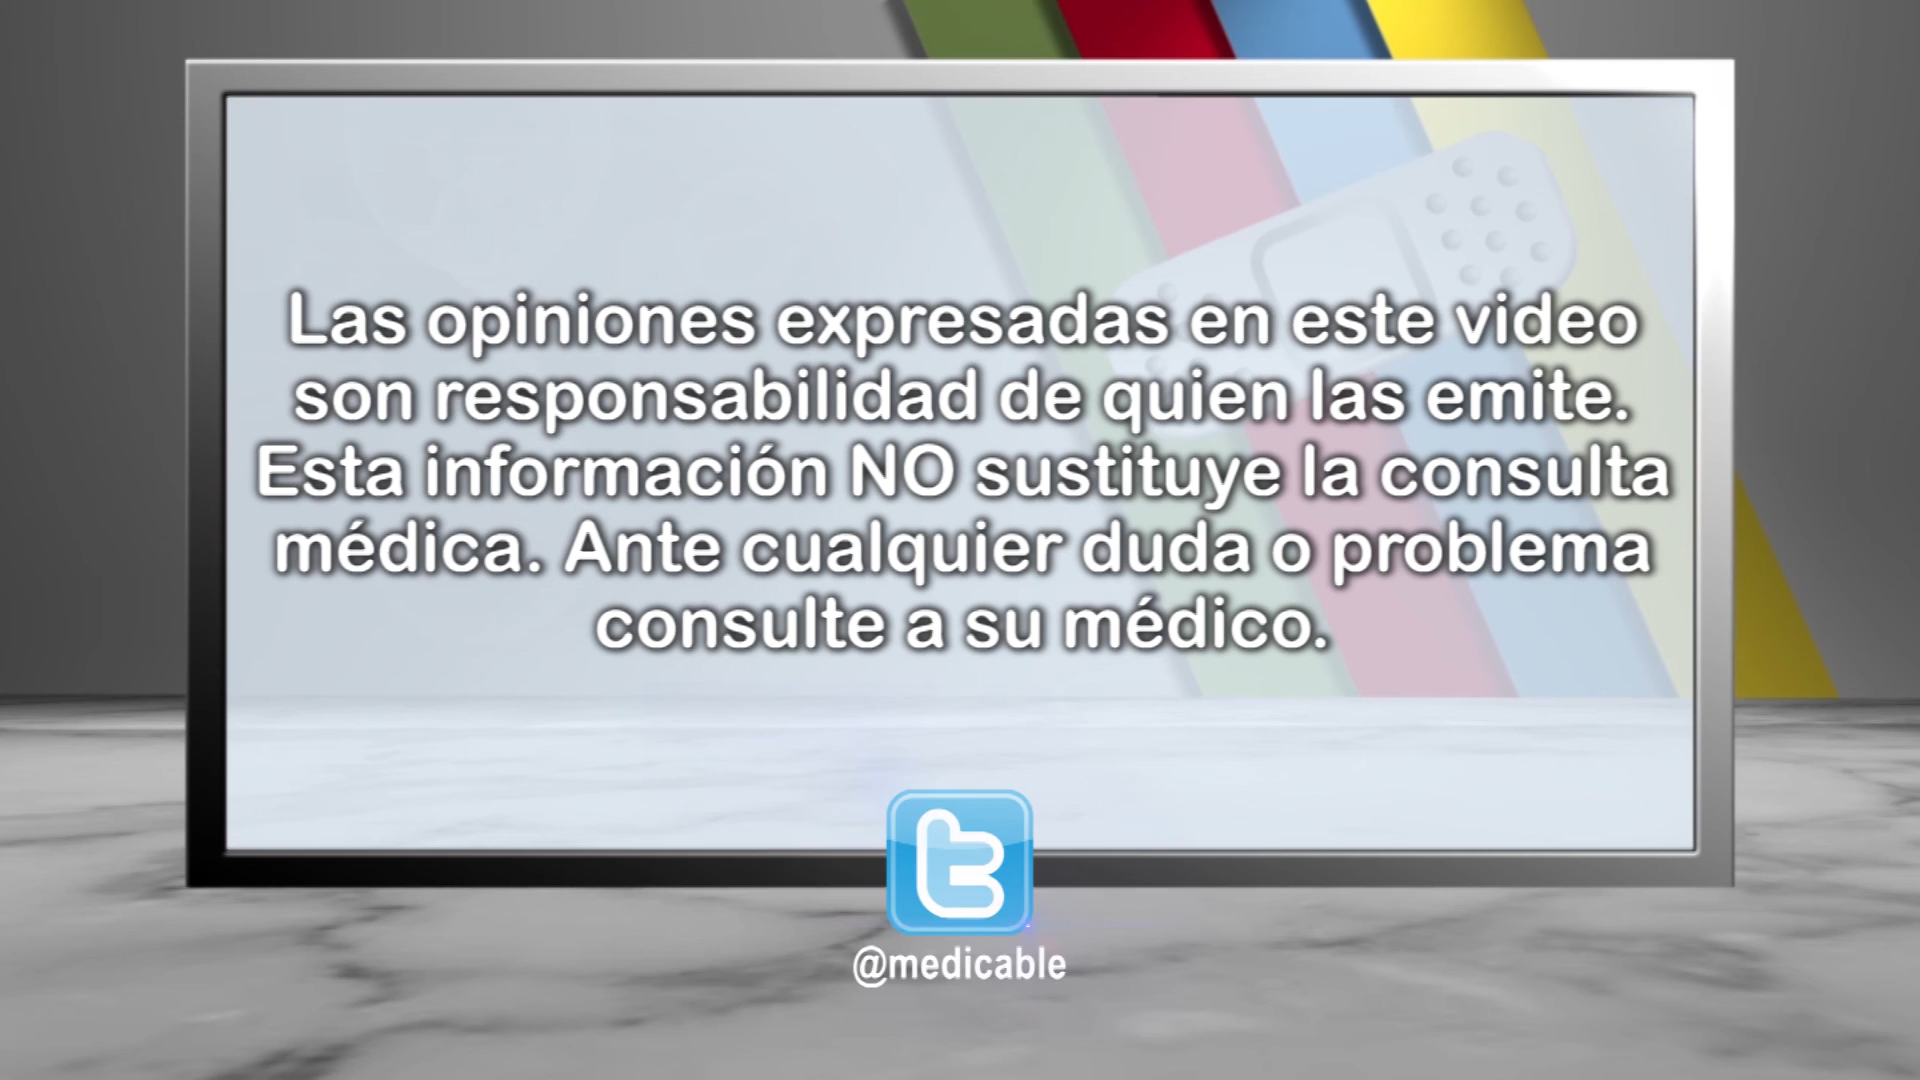 Las opiniones expresadas en este video
son responsabilidad de quien las emite.
Esta información NO sustituye la consulta
médica. Ante cualquier duda o problema
consulte a su médico.
@medicable